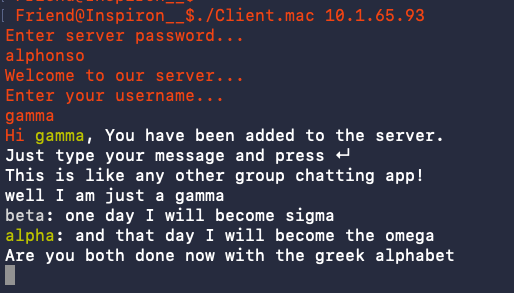 [ Friend@Inspiron__$./Client.mac 10.1.65.93
Enter server password...
alphonso
Welcome to our server...
Enter your username...
gamma
Hi gamma, You have been added to the server.
Just type your message and press ↵
This is like any other group chatting app!
well I am just a gamma
beta: one day I will become sigma
alpha: and that day I will become the omega
Are you both done now with the greek alphabet